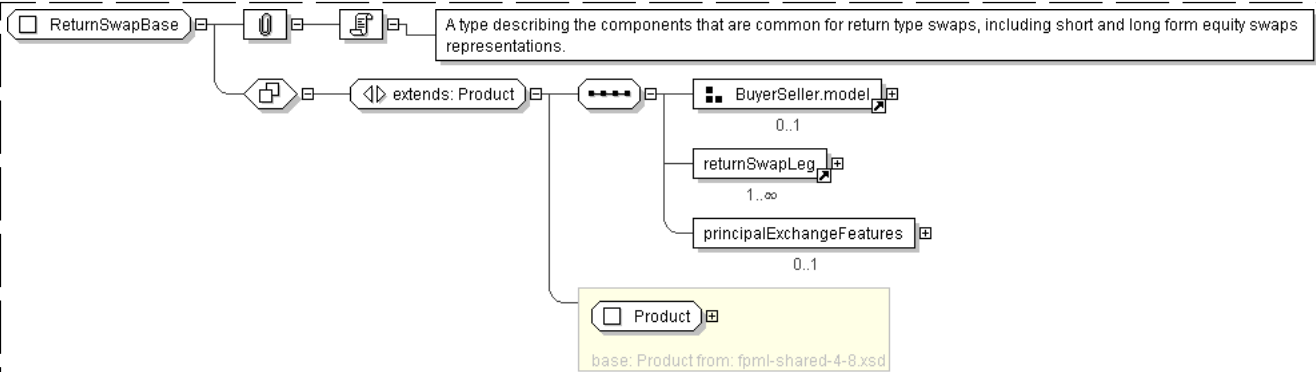 ReturnSwapBase
A type describing the components that are common for return type swaps, including short and long form equity swaps
representations.
extends: Product
BuyerSeller.model
0..1
returnSwapLeg
1..∞
principalExchangeFeatures
0..1
Product
base: Product from: fpml-shared-4-8.xsd